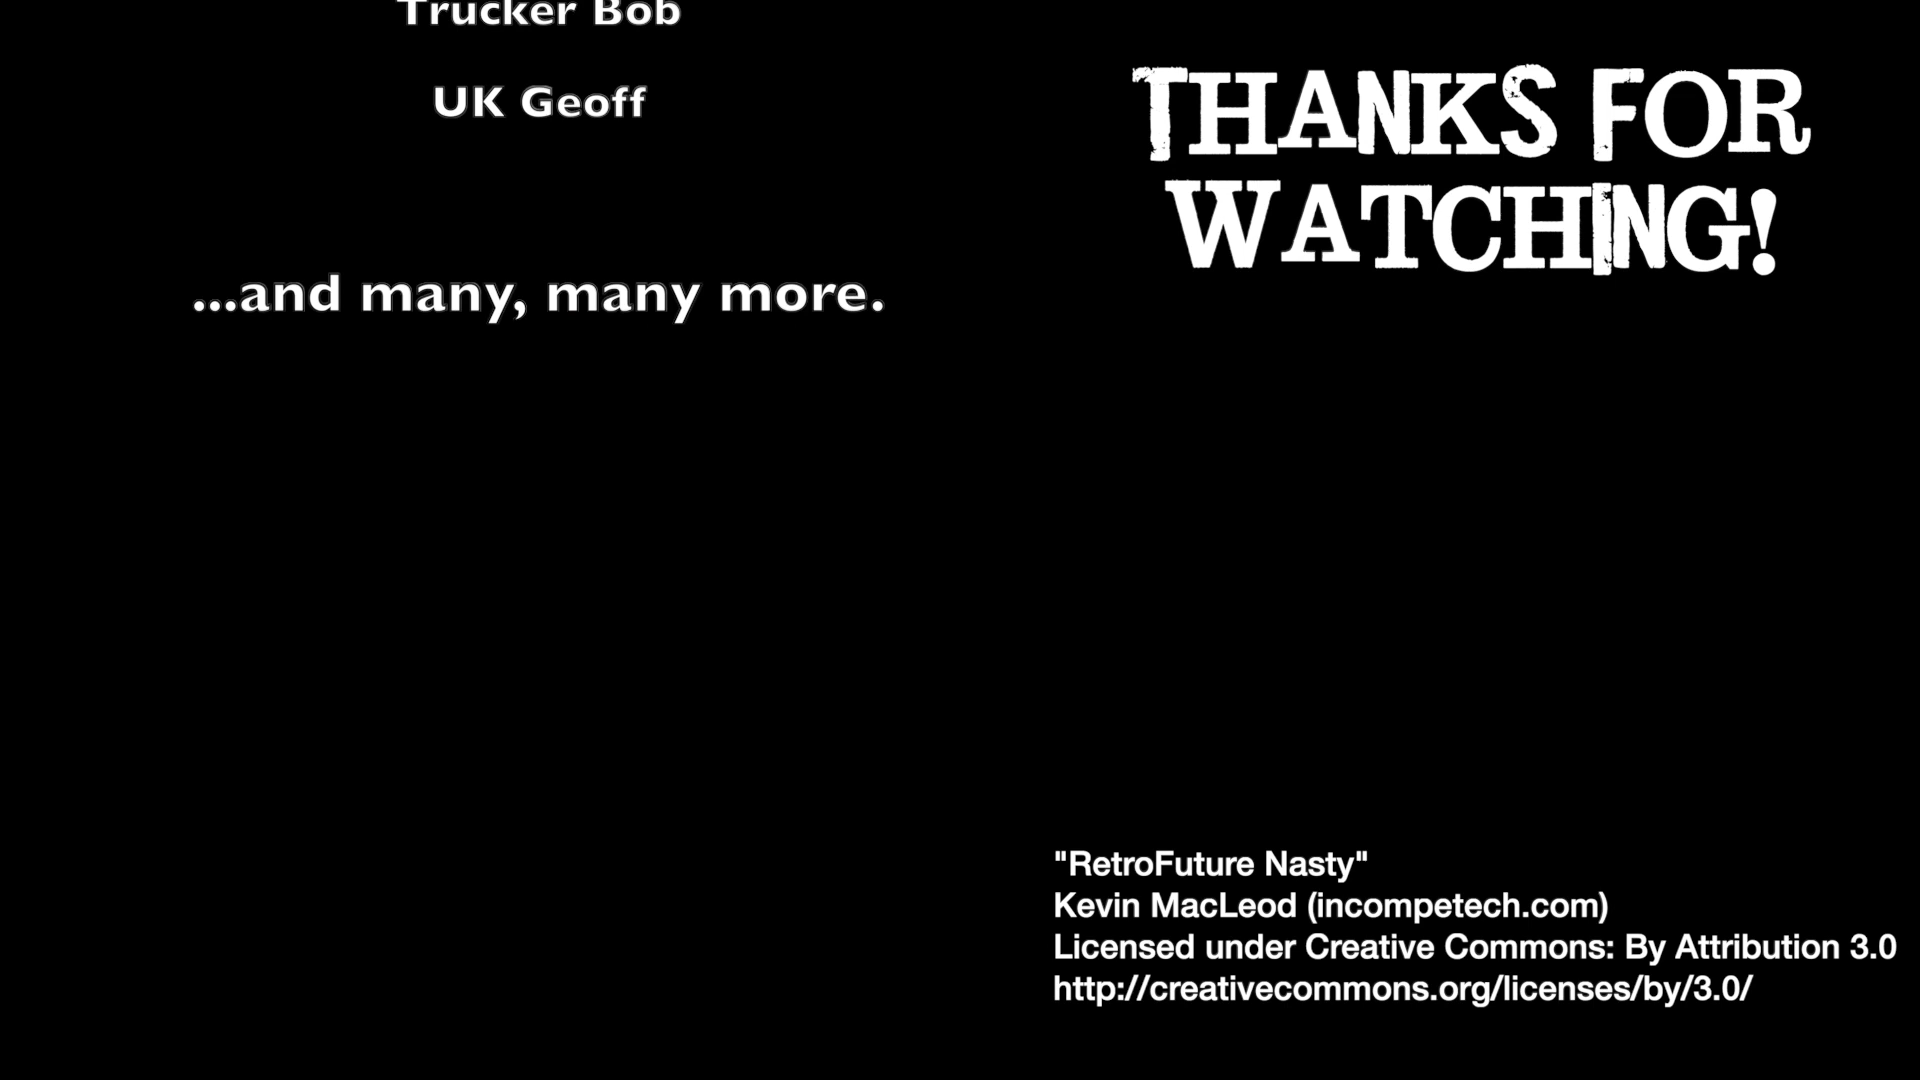 Trucker Bob
UK Geoff
...and many, many more.
THANKS FOR
WATCHING!
"RetroFuture Nasty"
Kevin MacLeod (incompetech.com)
Licensed under Creative Commons: By Attribution 3.0
http://creativecommons.org/licenses/by/3.0/